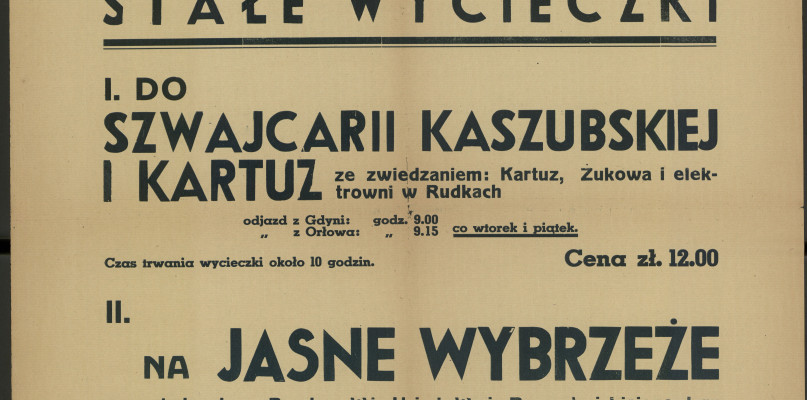 STAŁE WYCIECZKI
I. DO
SZWAJCARII KASZUBSKIEJ
I KARTUZ ze zwiedzaniem: Kartuz, Żukowa i elek-
trowni w Rudkach
odjazd z Gdyni: godz. 9.00
„ z Orłowa: „ 9.15 co wtorek i piątek.
Czas trwania wycieczki około 10 godzin. Cena zł. 12.00
II.
NA JASNE WYBRZEŻE